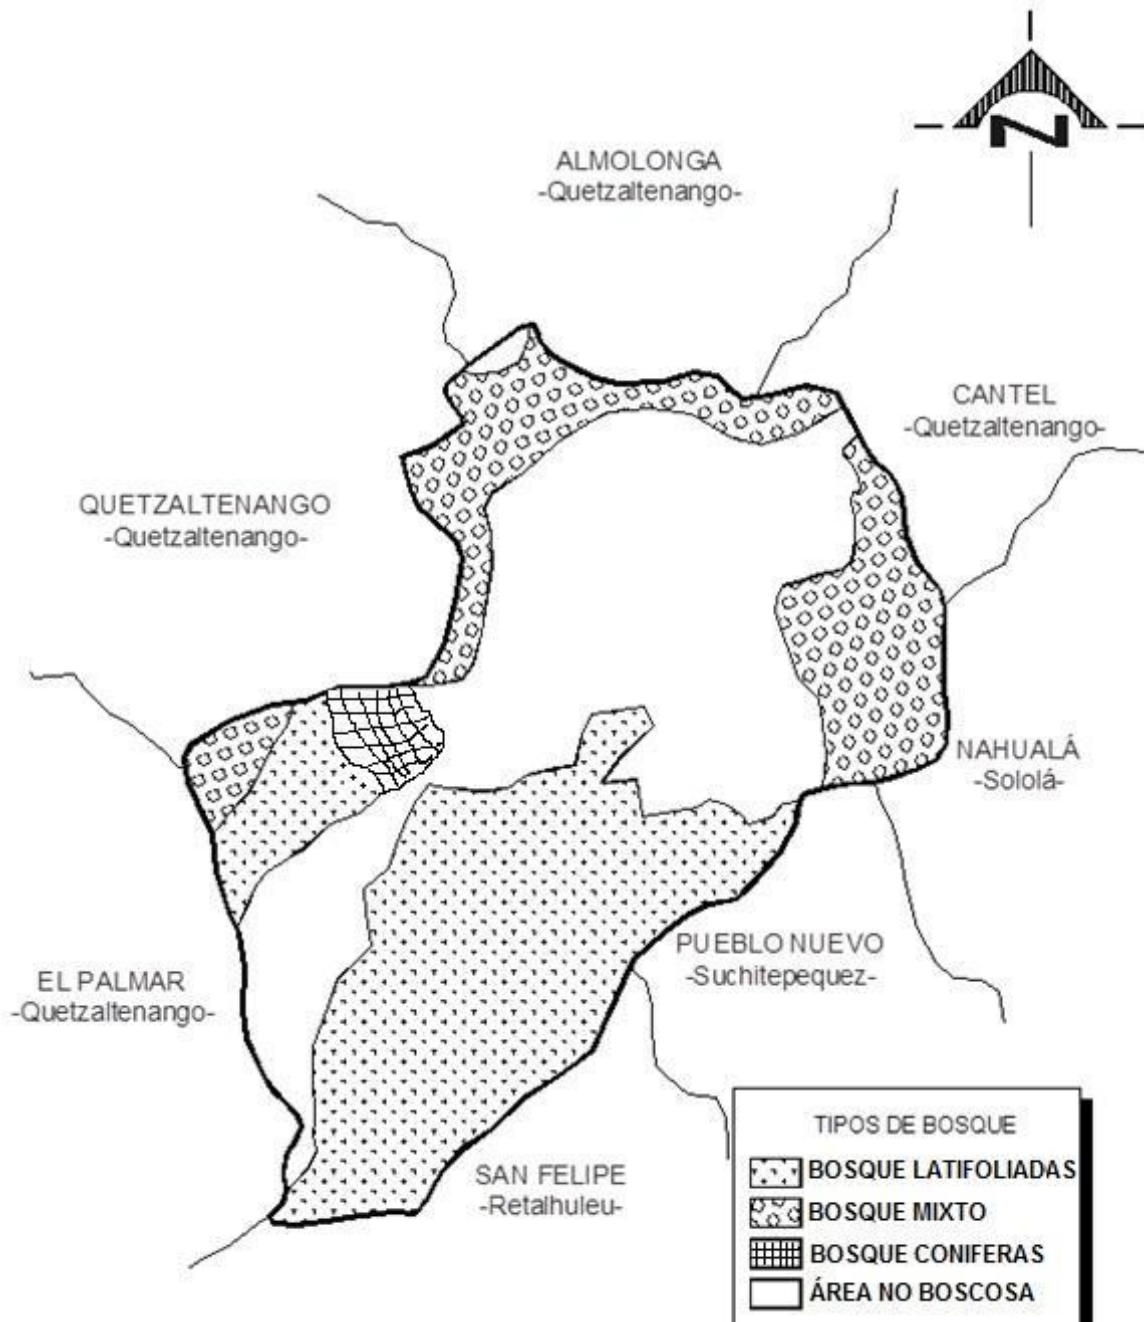 N
ALMOLONGA
-Quetzaltenango-
CANTEL
-Quetzaltenango-
QUETZALTENANGO
-Quetzaltenango-
NAHUALÁ
-Sololá-
PUEBLO NUEVO
-Suchitepequez-
EL PALMAR
-Quetzaltenango-
SAN FELIPE
-Retalhuleu-
TIPOS DE BOSQUE
BOSQUE LATIFOLIADAS
BOSQUE MIXTO
BOSQUE CONIFERAS
ÁREA NO BOSCOSA